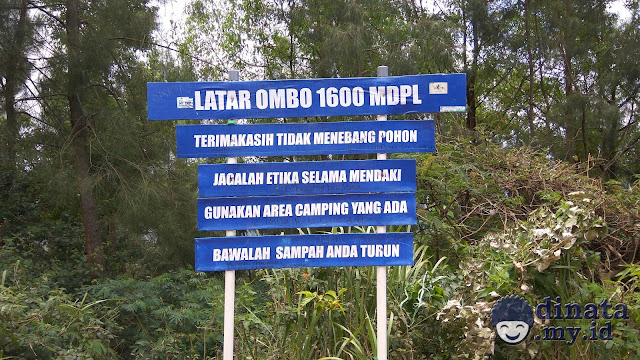 LATAR OMBO 1600 MDPL
TERIMAKASIH TIDAK MENEBANG POHON
JAGALAH ETIKA SELAMA MENDAKI
GUNAKAN AREA CAMPING YANG ADA
BAWALAH SAMPAH ANDA TURUN
dinata
.my.id